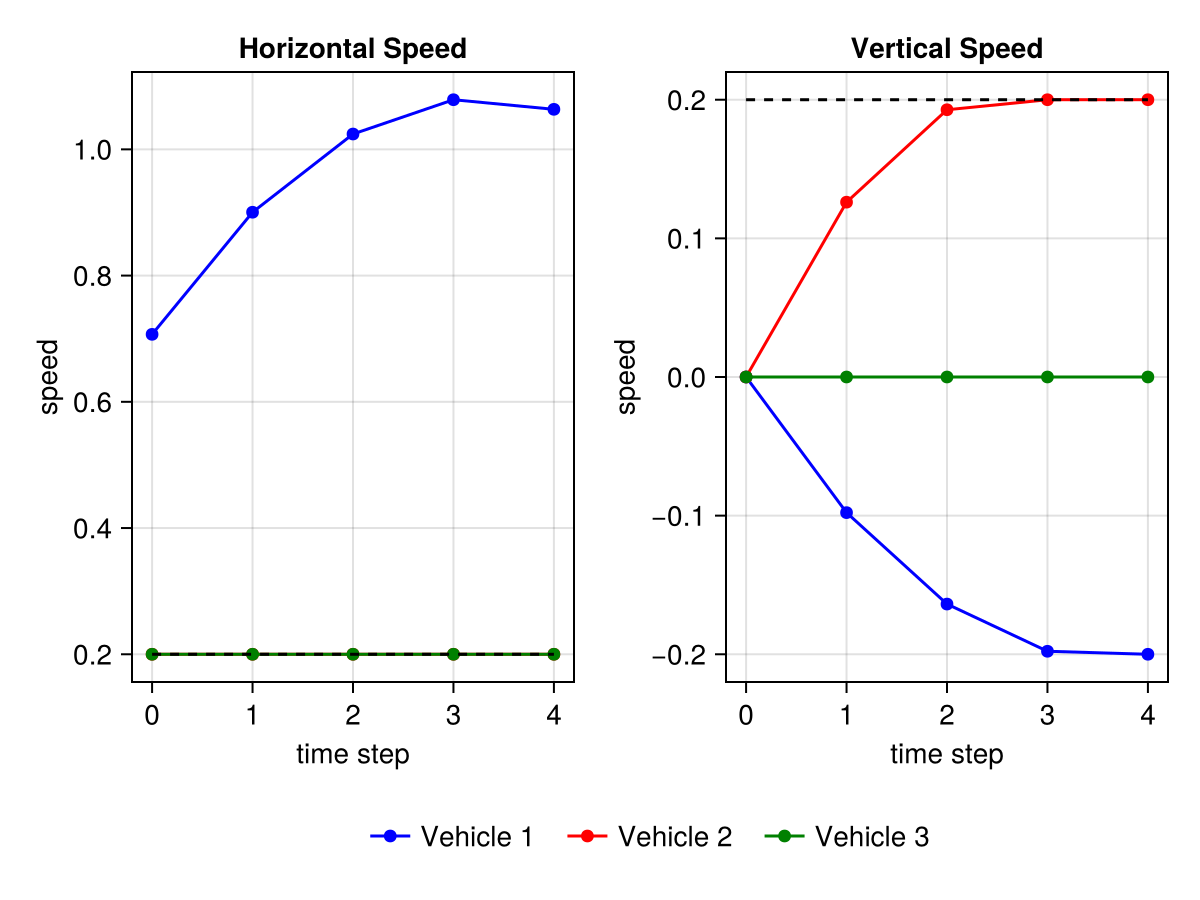 Horizontal Speed
speed
1.0
0.8
0.6
0.4
0.2
0 1 2 3 4
time step
Vertical Speed
speed
0.2
0.1
0.0
−0.1
−0.2
0 1 2 3 4
time step
Vehicle 1 Vehicle 2 Vehicle 3